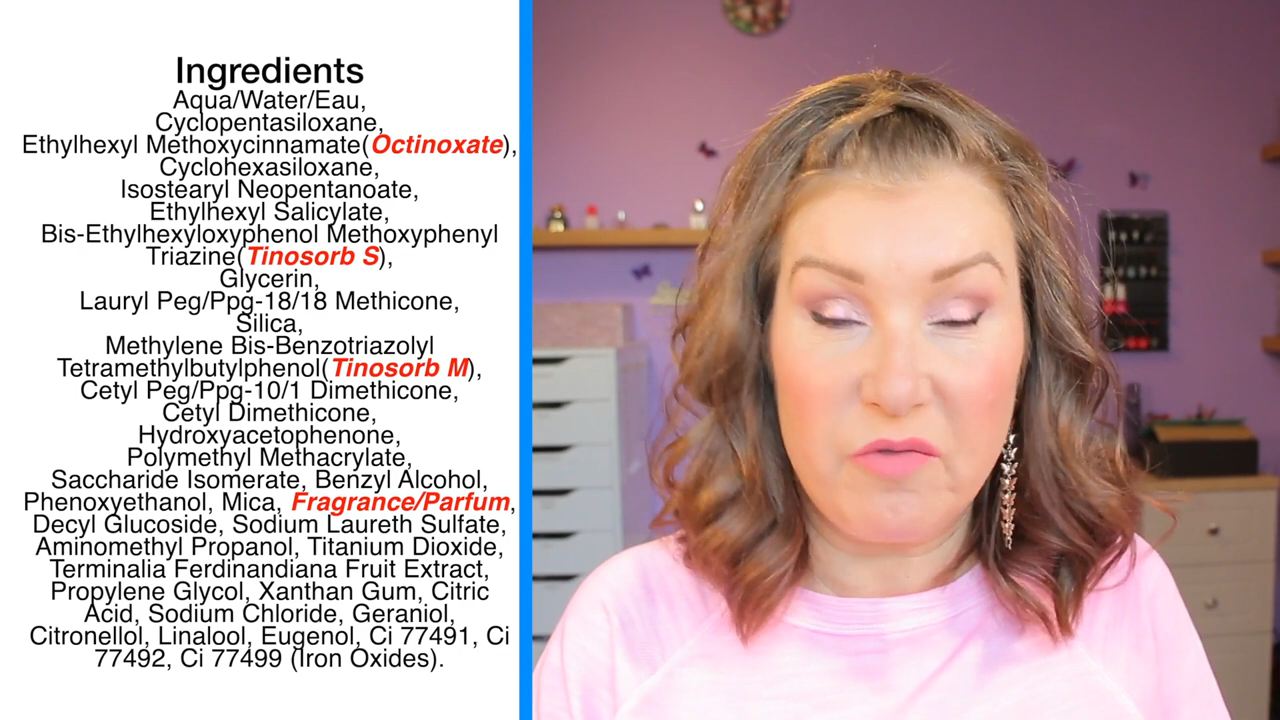 Ingredients
Aqua/Water/Eau,
Cyclopentasiloxane,
Ethylhexyl Methoxycinnamate(Octinoxate),
Cyclohexasiloxane,
Isostearyl Neopentanoate,
Ethylhexyl Salicylate,
Bis-Ethylhexyloxyphenol Methoxyphenyl
Triazine(Tinosorb S),
Glycerin,
Lauryl Peg/Ppg-18/18 Methicone,
Silica,
Methylene Bis-Benzotriazolyl
Tetramethylbutylphenol(Tinosorb M),
Cetyl Peg/Ppg-10/1 Dimethicone,
Cetyl Dimethicone,
Hydroxyacetophenone,
Polymethyl Methacrylate,
Saccharide Isomerate, Benzyl Alcohol,
Phenoxyethanol, Mica, Fragrance/Parfum,
Decyl Glucoside, Sodium Laureth Sulfate,
Aminomethyl Propanol, Titanium Dioxide,
Terminalia Ferdinandiana Fruit Extract,
Propylene Glycol, Xanthan Gum, Citric
Acid, Sodium Chloride, Geraniol,
Citronellol, Linalool, Eugenol, Ci 77491, Ci
77492, Ci 77499 (Iron Oxides).